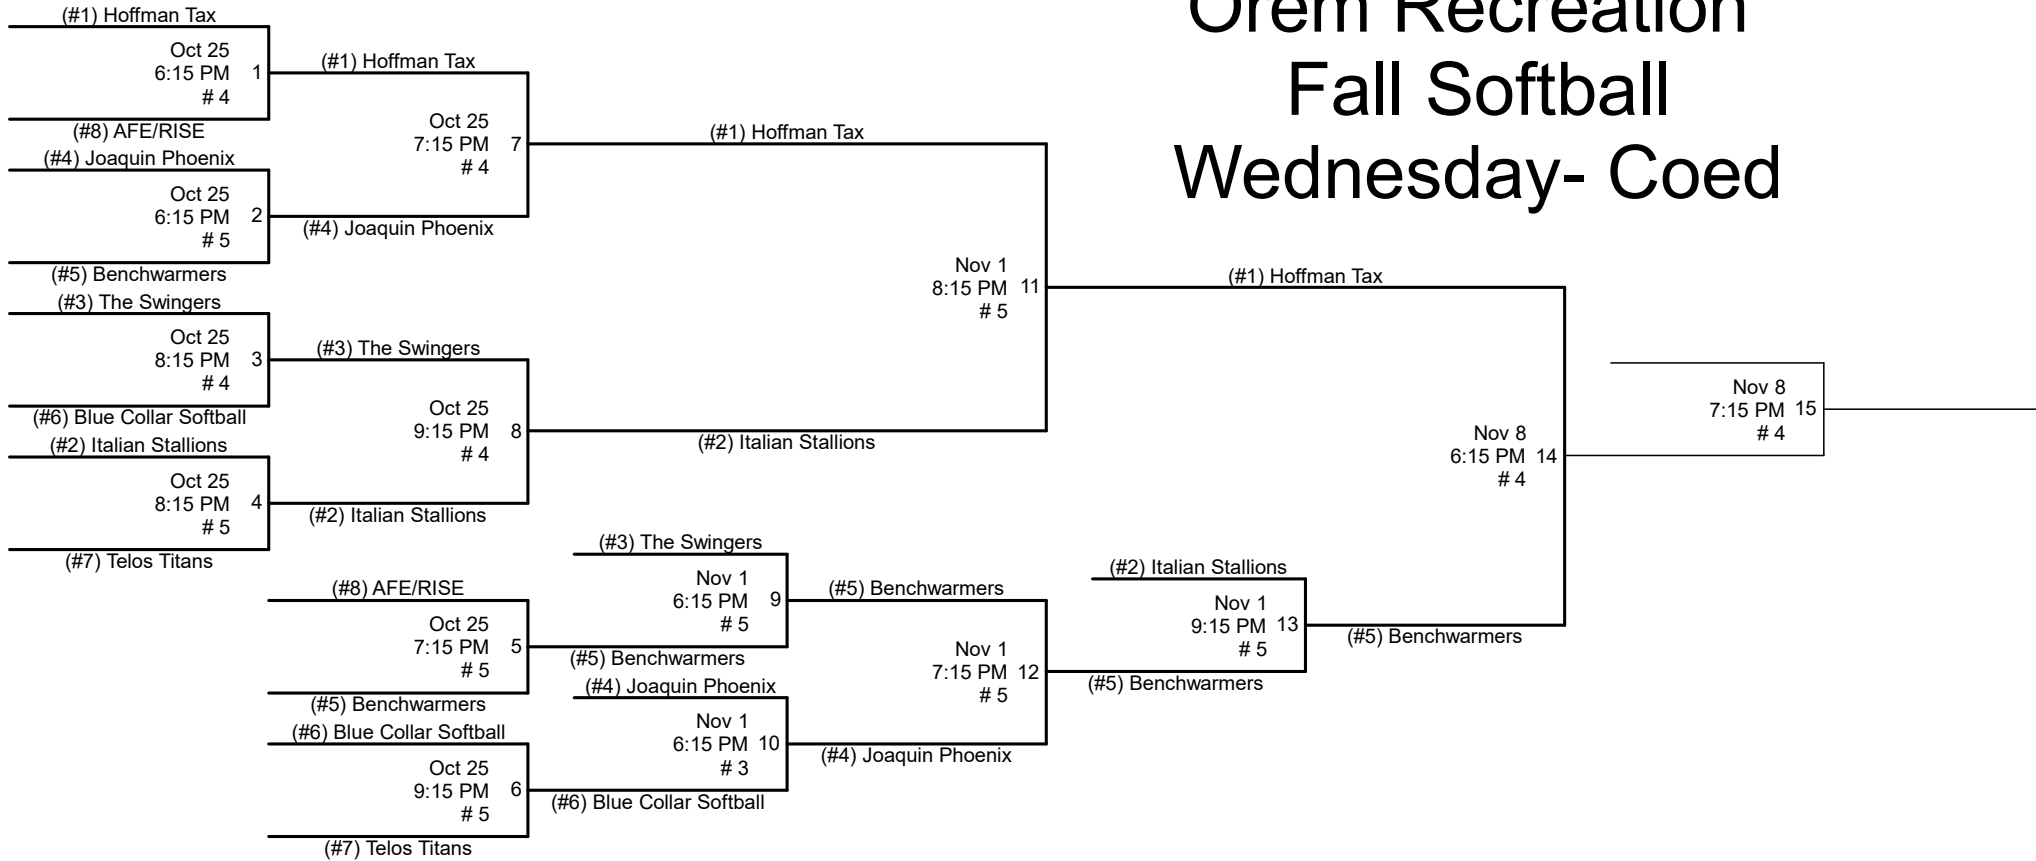 Orem Recreation
Fall Softball
Wednesday- Coed
(#1) Hoffman Tax
Oct 25
6:15 PM 1
# 4
(#8) AFE/RISE
(#4) Joaquin Phoenix
Oct 25
6:15 PM 2
# 5
(#5) Benchwarmers
(#3) The Swingers
Oct 25
8:15 PM 3
# 4
(#6) Blue Collar Softball
(#2) Italian Stallions
Oct 25
8:15 PM 4
# 5
(#7) Telos Titans
(#1) Hoffman Tax
Oct 25
7:15 PM 7
# 4
(#4) Joaquin Phoenix
(#3) The Swingers
Oct 25
9:15 PM 8
# 4
(#2) Italian Stallions
(#8) AFE/RISE
Oct 25
7:15 PM 5
# 5
(#5) Benchwarmers
(#6) Blue Collar Softball
Oct 25
9:15 PM 6
# 5
(#7) Telos Titans
(#3) The Swingers
Nov 1
6:15 PM 9
# 5
(#5) Benchwarmers
(#4) Joaquin Phoenix
Nov 1
6:15 PM 10
# 3
(#6) Blue Collar Softball
(#1) Hoffman Tax
Nov 1
8:15 PM 11
# 5
(#2) Italian Stallions
(#5) Benchwarmers
Nov 1
7:15 PM 12
# 5
(#4) Joaquin Phoenix
(#2) Italian Stallions
Nov 1
9:15 PM 13
# 5
(#5) Benchwarmers
(#1) Hoffman Tax
Nov 8
6:15 PM 14
# 4
(#5) Benchwarmers
Nov 8
7:15 PM 15
# 4